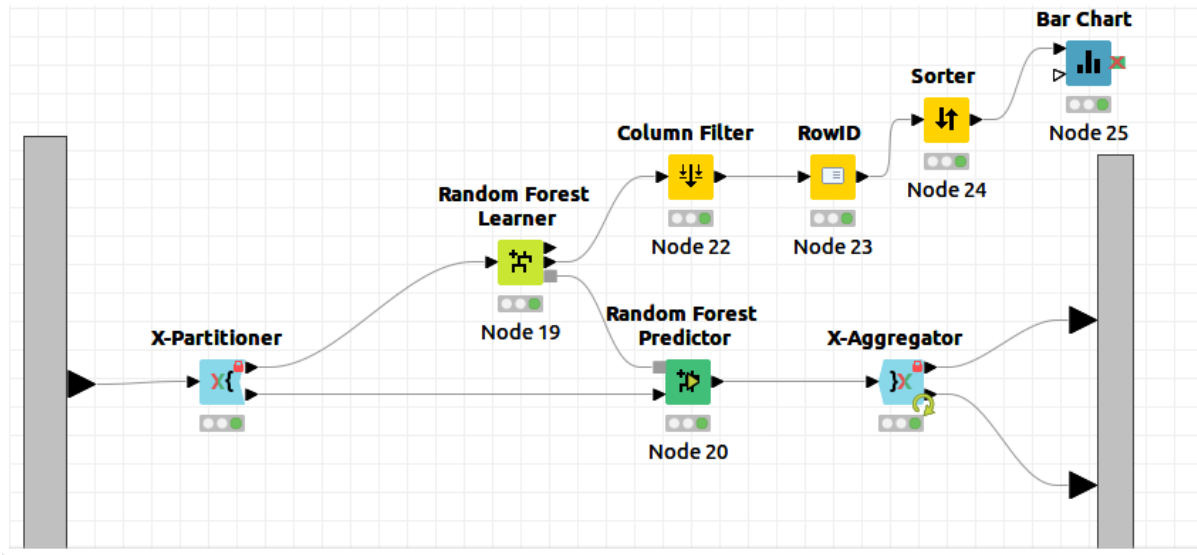 Bar Chart
Node 25
Sorter
Node 24
Column Filter
Node 22
RowID
Node 23
Random Forest
Learner
Node 19
Random Forest
Predictor
Node 20
X-Partitioner
X{
X-Aggregator
}X